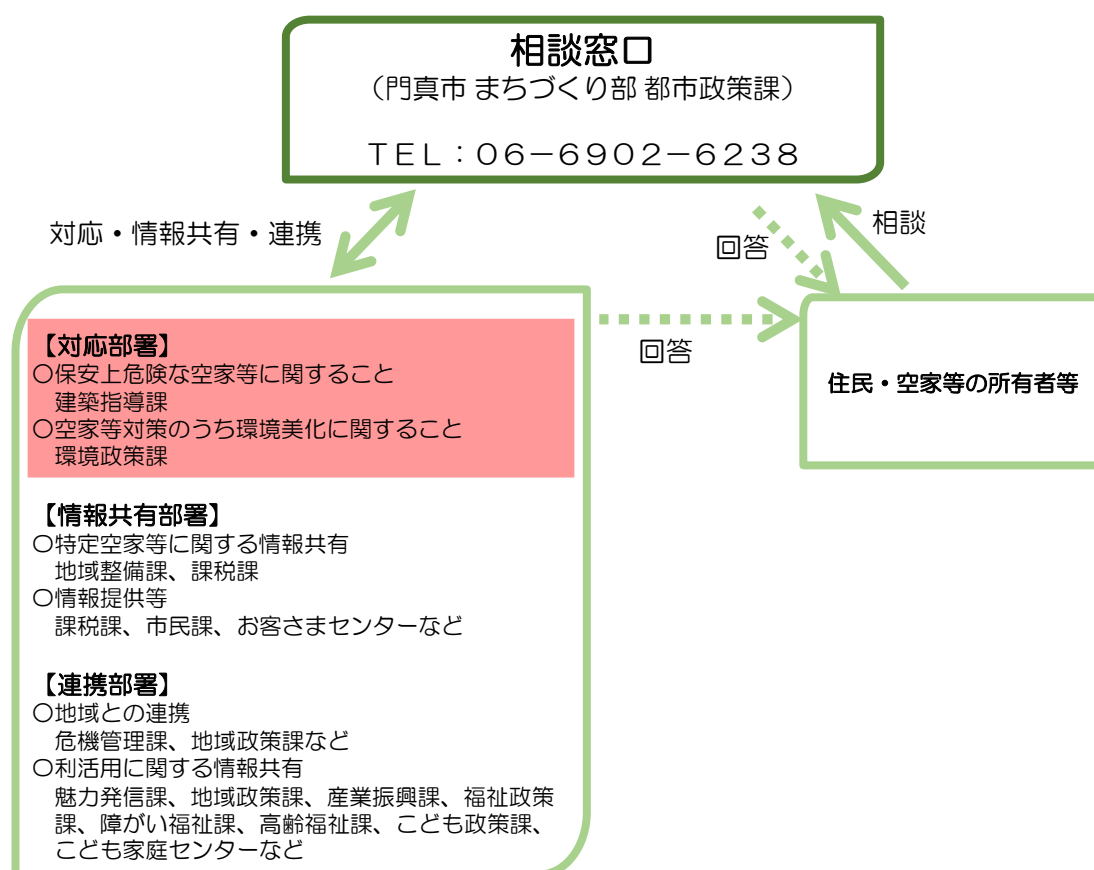 相談窓口
（門真市 まちづくり部 都市政策課）
ＴＥＬ：０６－６９０２－６２３８
対応・情報共有・連携
回答
相談
回答
【対応部署】
〇保安上危険な空家等に関すること
建築指導課
〇空家等対策のうち環境美化に関すること
環境政策課
【情報共有部署】
〇特定空家等に関する情報共有
地域整備課、課税課
〇情報提供等
課税課、市民課、お客さまセンターなど
【連携部署】
〇地域との連携
危機管理課、地域政策課など
〇利活用に関する情報共有
魅力発信課、地域政策課、産業振興課、福祉政策
課、障がい福祉課、高齢福祉課、こども政策課、
こども家庭センターなど
住民・空家等の所有者等